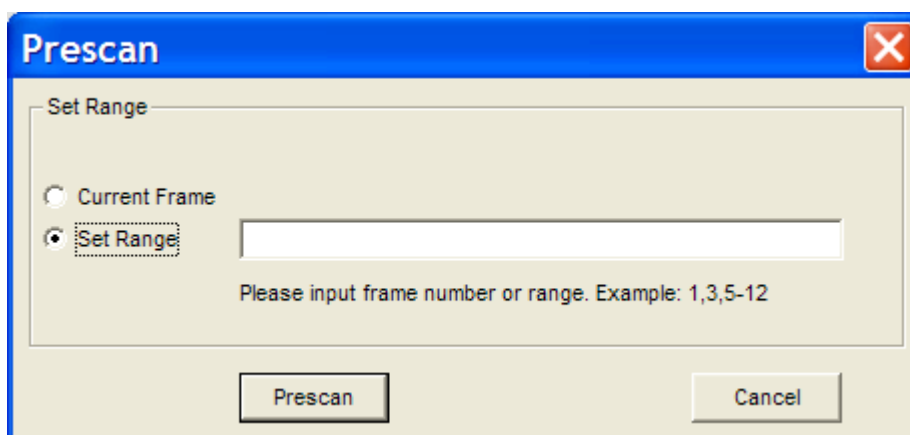 Prescan
Set Range
Current Frame
Set Range
Please input frame number or range. Example: 1,3,5-12
Prescan Cancel